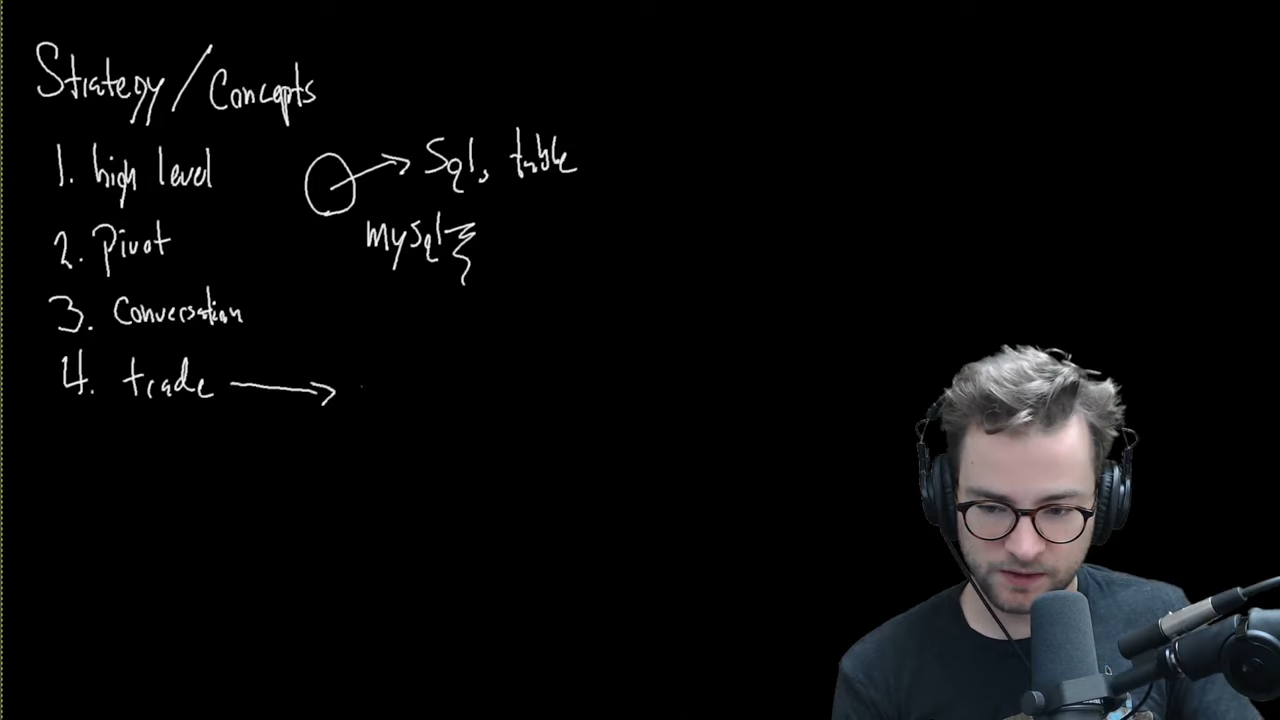 Strategy/Concepts
1. high level
Sql, table
2. Pivot
mysql
3. Conversation
4. trade